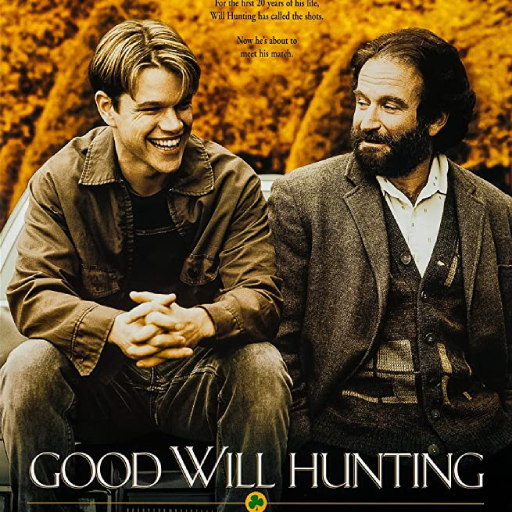 For the first 20 years of his life,
Will Hunting has called the shots.
Now he's about to
meet his match.
GOOD WILL HUNTING